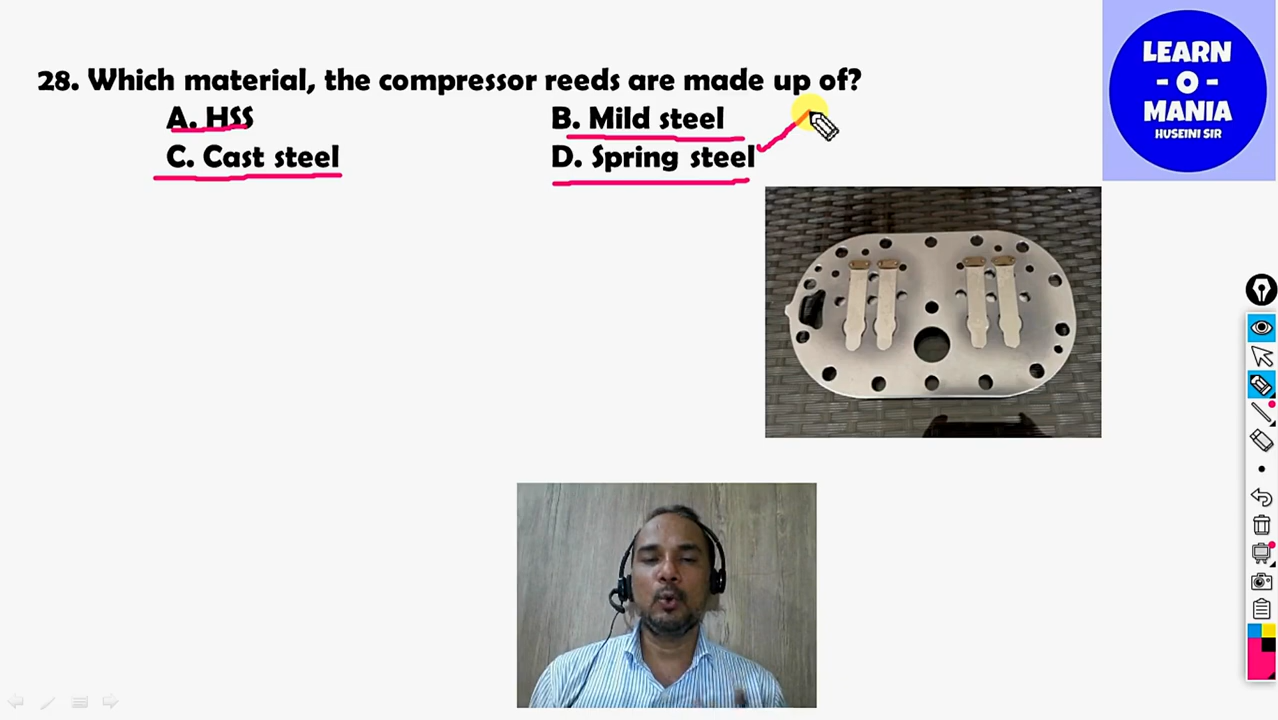 28. Which material, the compressor reeds are made up of?
A. HSS B. Mild steel
C. Cast steel D. Spring steel
LEARN
- O -
MANIA
HUSEINI SIR